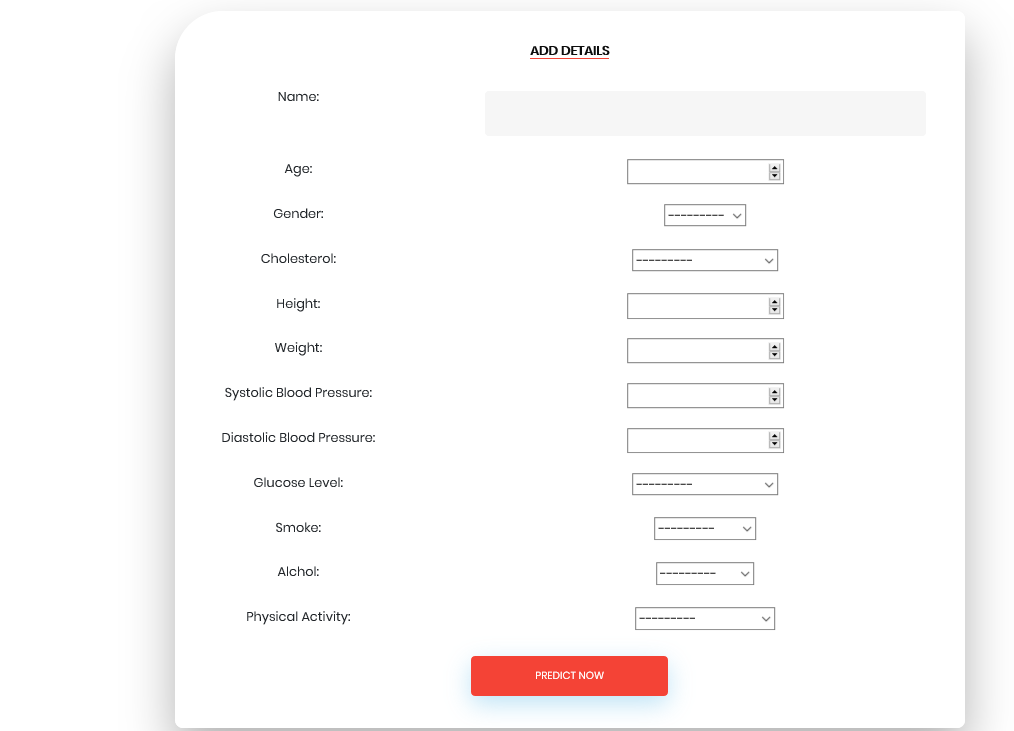 ADD DETAILS
Name:
Age:
Gender: ---------
Cholesterol: ---------
Height:
Weight:
Systolic Blood Pressure:
Diastolic Blood Pressure:
Glucose Level: ---------
Smoke: ---------
Alchol: ---------
Physical Activity: ---------
PREDICT NOW